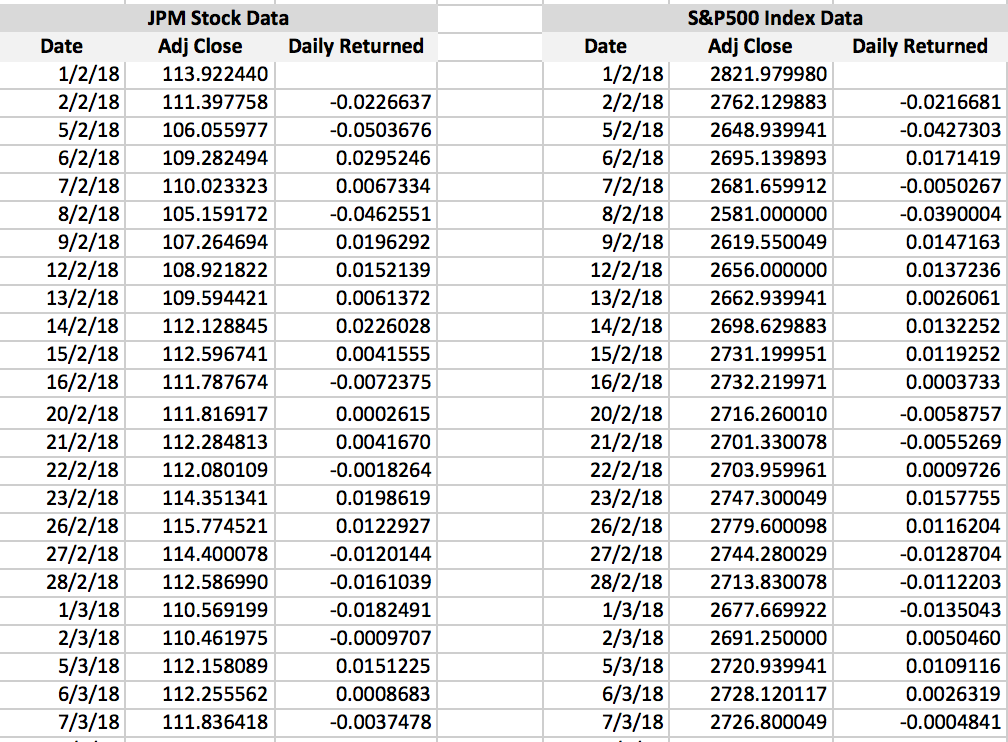 JPM Stock Data S&P500 Index Data
Date Adj Close Daily Returned Date Adj Close Daily Returned
1/2/18 113.922440 1/2/18 2821.979980
2/2/18 111.397758 -0.0226637 2/2/18 2762.129883 -0.0216681
5/2/18 106.055977 -0.0503676 5/2/18 2648.939941 -0.0427303
6/2/18 109.282494 0.0295246 6/2/18 2695.139893 0.0171419
7/2/18 110.023323 0.0067334 7/2/18 2681.659912 -0.0050267
8/2/18 105.159172 -0.0462551 8/2/18 2581.000000 -0.0390004
9/2/18 107.264694 0.0196292 9/2/18 2619.550049 0.0147163
12/2/18 108.921822 0.0152139 12/2/18 2656.000000 0.0137236
13/2/18 109.594421 0.0061372 13/2/18 2662.939941 0.0026061
14/2/18 112.128845 0.0226028 14/2/18 2698.629883 0.0132252
15/2/18 112.596741 0.0041555 15/2/18 2731.199951 0.0119252
16/2/18 111.787674 -0.0072375 16/2/18 2732.219971 0.0003733
20/2/18 111.816917 0.0002615 20/2/18 2716.260010 -0.0058757
21/2/18 112.284813 0.0041670 21/2/18 2701.330078 -0.0055269
22/2/18 112.080109 -0.0018264 22/2/18 2703.959961 0.0009726
23/2/18 114.351341 0.0198619 23/2/18 2747.300049 0.0157755
26/2/18 115.774521 0.0122927 26/2/18 2779.600098 0.0116204
27/2/18 114.400078 -0.0120144 27/2/18 2744.280029 -0.0128704
28/2/18 112.586990 -0.0161039 28/2/18 2713.830078 -0.0112203
1/3/18 110.569199 -0.0182491 1/3/18 2677.669922 -0.0135043
2/3/18 110.461975 -0.0009707 2/3/18 2691.250000 0.0050460
5/3/18 112.158089 0.0151225 5/3/18 2720.939941 0.0109116
6/3/18 112.255562 0.0008683 6/3/18 2728.120117 0.0026319
7/3/18 111.836418 -0.0037478 7/3/18 2726.800049 -0.0004841